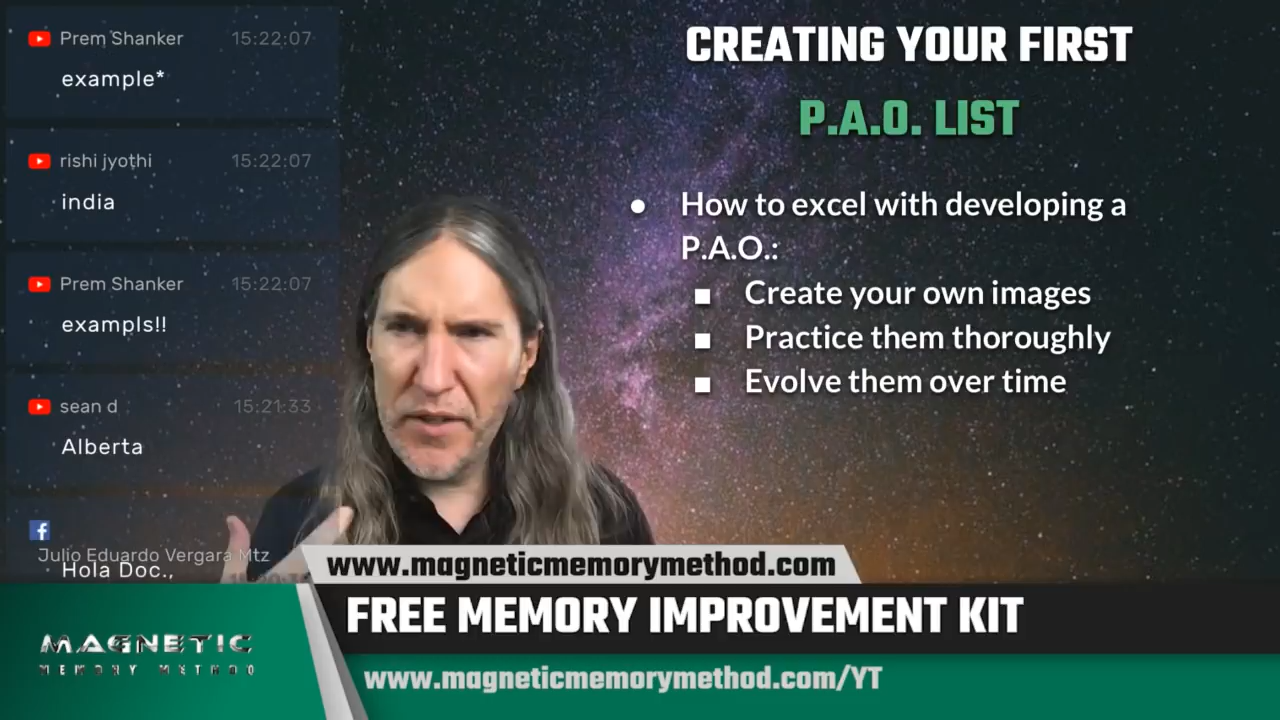 Prem Shanker 15:22:07
example*
rishi jyothi 15:22:07
india
Prem Shanker 15:22:07
exampls!!
sean d 15:21:33
Alberta
Julio Eduardo Vergara Mtz
Hola Doc.,
CREATING YOUR FIRST
P.A.O. LIST
● How to excel with developing a
P.A.O.:
■ Create your own images
■ Practice them thoroughly
■ Evolve them over time
www.magneticmemorymethod.com
FREE MEMORY IMPROVEMENT KIT
www.magneticmemorymethod.com/YT
MAGNETIC
MEMORY METHOD